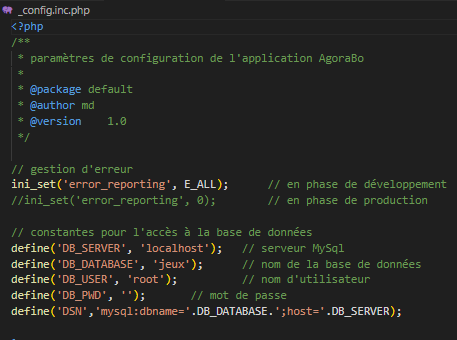 _config.inc.php
<?php
/**
* paramètres de configuration de l'application AgoraBo
*
* @package default
* @author md
* @version    1.0
*/
// gestion d'erreur
ini_set('error_reporting', E_ALL);      // en phase de développement
//ini_set('error_reporting', 0);        // en phase de production
// constantes pour l'accès à la base de données
define('DB_SERVER', 'localhost');   // serveur MySql
define('DB_DATABASE', 'jeux');      // nom de la base de données
define('DB_USER', 'root');          // nom d'utilisateur
define('DB_PWD', '');       // mot de passe
define('DSN','mysql:dbname='.DB_DATABASE.';host='.DB_SERVER);